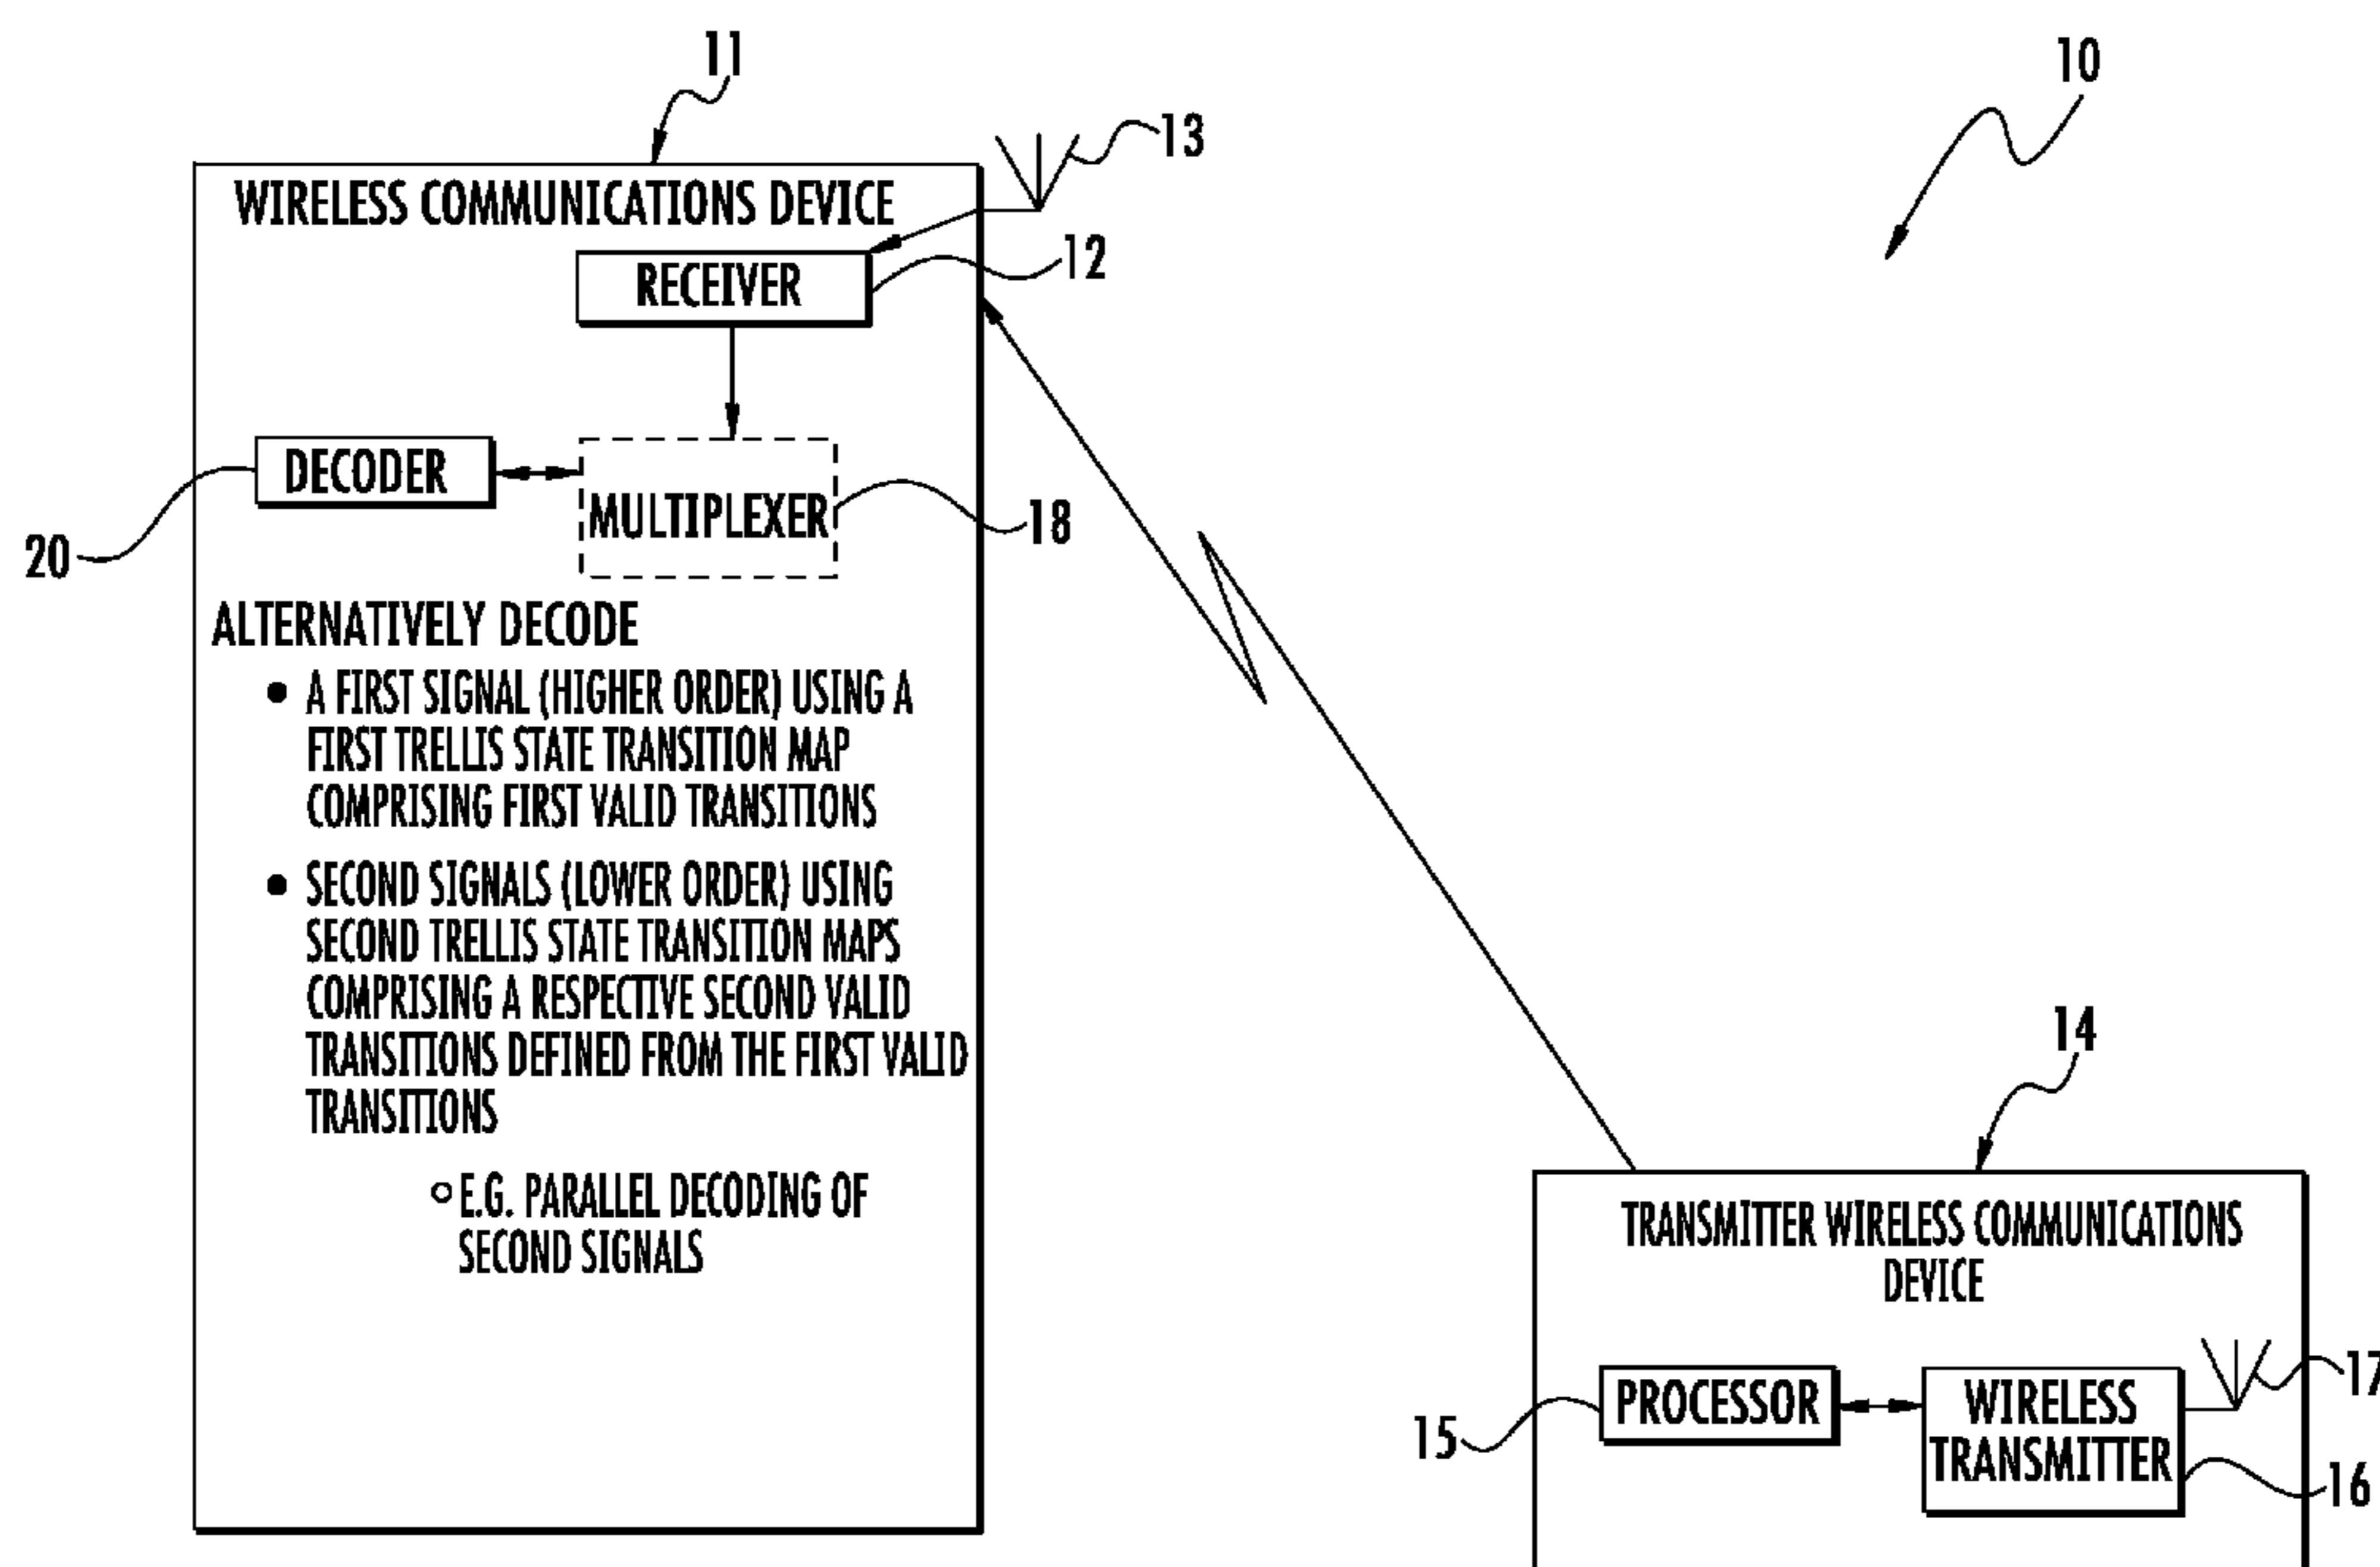 11
10
13
WIRELESS COMMUNICATIONS DEVICE
RECEIVER
12
DECODER
MULTIPLEXER
18
20
ALTERNATIVELY DECODE
• A FIRST SIGNAL (HIGHER ORDER) USING A
FIRST TRELLIS STATE TRANSITION MAP
COMPRISING FIRST VALID TRANSITIONS
• SECOND SIGNALS (LOWER ORDER) USING
SECOND TRELLIS STATE TRANSITION MAPS
COMPRISING A RESPECTIVE SECOND VALID
TRANSITIONS DEFINED FROM THE FIRST VALID
TRANSITIONS
○ E.G. PARALLEL DECODING OF
SECOND SIGNALS
14
TRANSMITTER WIRELESS COMMUNICATIONS
DEVICE
PROCESSOR
WIRELESS
TRANSMITTER
17
15
16